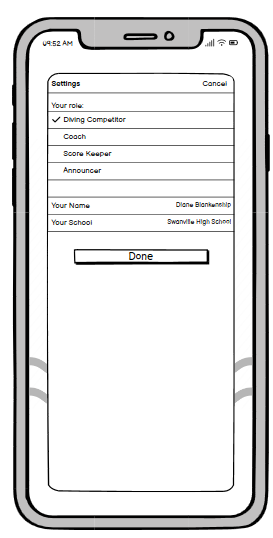 09:52 AM
Settings Cancel
Your role:
Diving Competitor
Coach
Score Keeper
Announcer
Your Name Diane Blankenship
Your School Swanville High School
Done